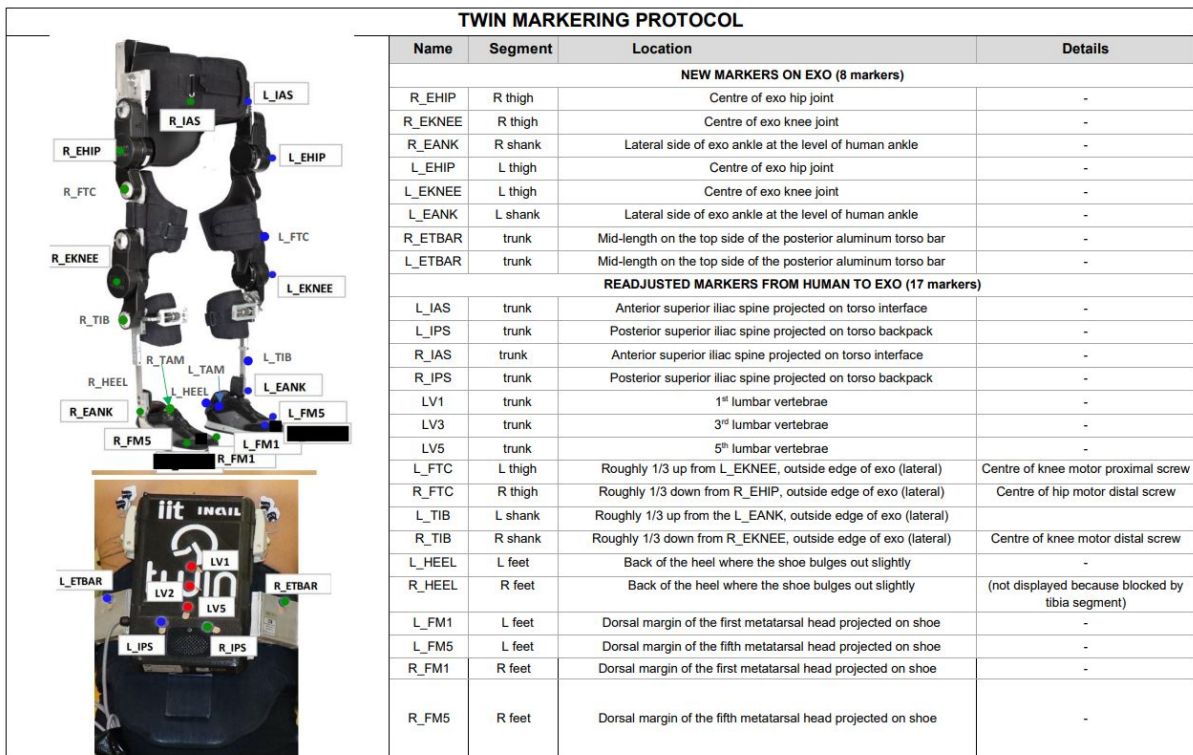 TWIN MARKERING PROTOCOL
L_IAS
R_IAS
R_EHIP
L_EHIP
R_FTC
L_FTC
R_EKNEE
L_EKNEE
R_TIB
L_TIB
R_TAM
L_TAM
R_HEEL
L_HEEL
L_EANK
R_EANK
L_FM5
R_FM5
L_FM1
R_FM1
iit INAIL
twin
LV1
L_ETBAR
R_ETBAR
LV2
LV5
L_IPS
R_IPS
Name Segment Location Details
NEW MARKERS ON EXO (8 markers)
R_EHIP R thigh Centre of exo hip joint -
R_EKNEE R thigh Centre of exo knee joint -
R_EANK R shank Lateral side of exo ankle at the level of human ankle -
L_EHIP L thigh Centre of exo hip joint -
L_EKNEE L thigh Centre of exo knee joint -
L_EANK L shank Lateral side of exo ankle at the level of human ankle -
R_ETBAR trunk Mid-length on the top side of the posterior aluminum torso bar -
L_ETBAR trunk Mid-length on the top side of the posterior aluminum torso bar -
READJUSTED MARKERS FROM HUMAN TO EXO (17 markers)
L_IAS trunk Anterior superior iliac spine projected on torso interface -
L_IPS trunk Posterior superior iliac spine projected on torso backpack -
R_IAS trunk Anterior superior iliac spine projected on torso interface -
R_IPS trunk Posterior superior iliac spine projected on torso backpack -
LV1 trunk 1st lumbar vertebrae -
LV3 trunk 3rd lumbar vertebrae -
LV5 trunk 5th lumbar vertebrae -
L_FTC L thigh Roughly 1/3 up from L_EKNEE, outside edge of exo (lateral) Centre of knee motor proximal screw
R_FTC R thigh Roughly 1/3 down from R_EHIP, outside edge of exo (lateral) Centre of hip motor distal screw
L_TIB L shank Roughly 1/3 up from the L_EANK, outside edge of exo (lateral)
R_TIB R shank Roughly 1/3 down from R_EKNEE, outside edge of exo (lateral) Centre of knee motor distal screw
L_HEEL L feet Back of the heel where the shoe bulges out slightly -
R_HEEL R feet Back of the heel where the shoe bulges out slightly (not displayed because blocked by
tibia segment)
L_FM1 L feet Dorsal margin of the first metatarsal head projected on shoe -
L_FM5 L feet Dorsal margin of the fifth metatarsal head projected on shoe -
R_FM1 R feet Dorsal margin of the first metatarsal head projected on shoe -
R_FM5 R feet Dorsal margin of the fifth metatarsal head projected on shoe -